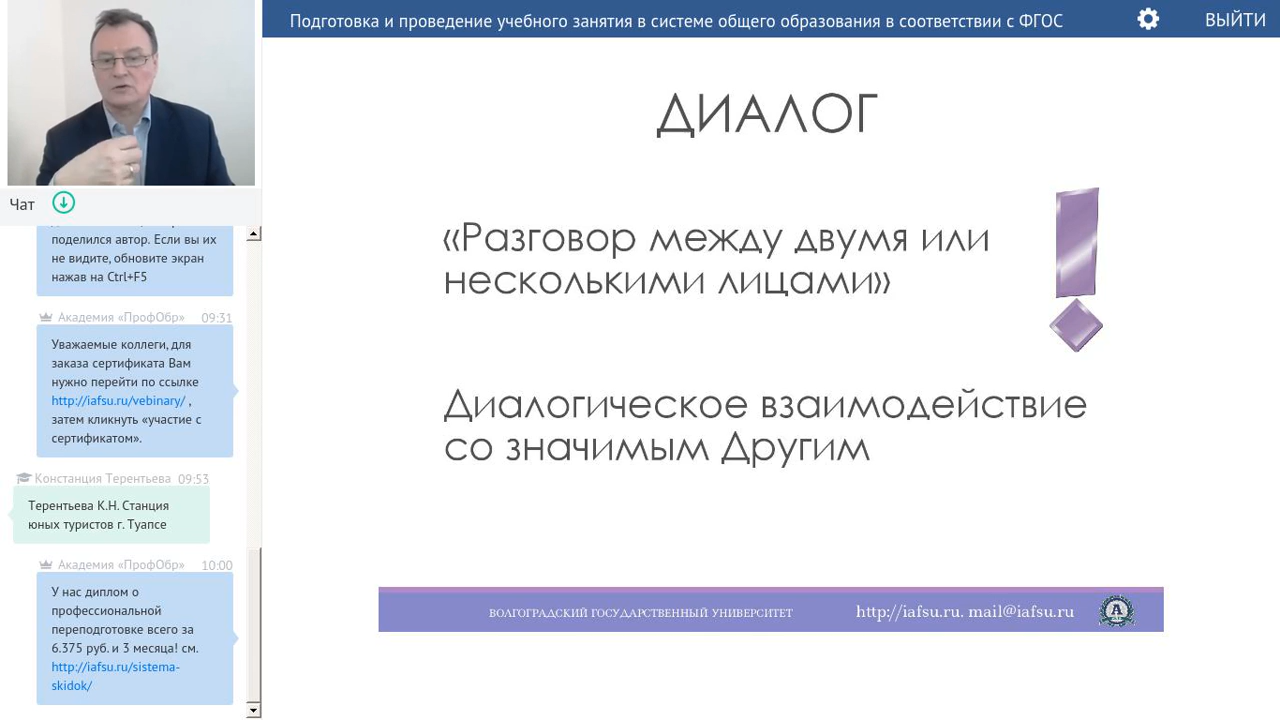 Подготовка и проведение учебного занятия в системе общего образования в соответствии с ФГОС
ВЫЙТИ
Чат
поделился автор. Если вы их
не видите, обновите экран
нажав на Ctrl+F5
Академия «ПрофОбр» 09:31
Уважаемые коллеги, для
заказа сертификата Вам
нужно перейти по ссылке
http://iafsu.ru/vebinary/ ,
затем кликнуть «участие с
сертификатом».
Констанция Терентьева 09:53
Терентьева К.Н. Станция
юных туристов г. Туапсе
Академия «ПрофОбр» 10:00
У нас диплом о
профессиональной
переподготовке всего за
6.375 руб. и 3 месяца! см.
http://iafsu.ru/sistema-
skidok/
ДИАЛОГ
«Разговор между двумя или
несколькими лицами»
Диалогическое взаимодействие
со значимым Другим
ВОЛГОГРАДСКИЙ ГОСУДАРСТВЕННЫЙ УНИВЕРСИТЕТ
http://iafsu.ru. mail@iafsu.ru